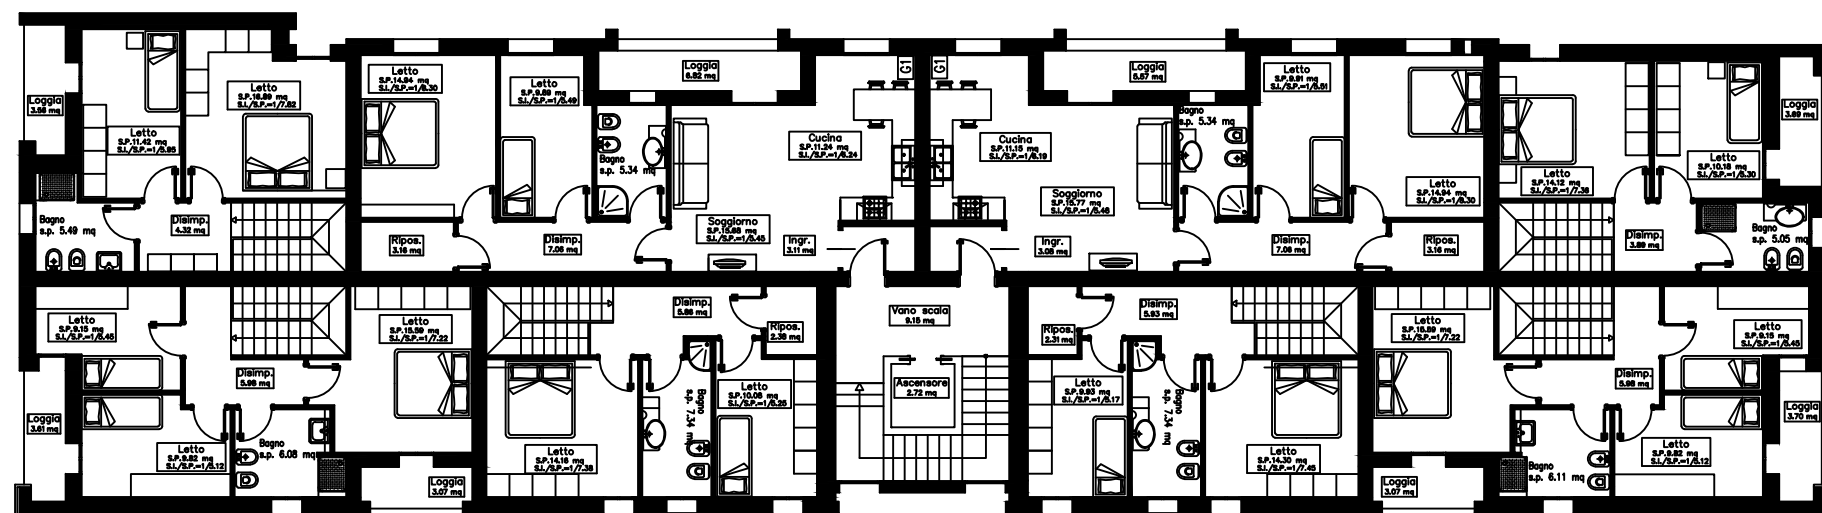 Loggia
3.58 mq
Letto
S.P.11.42 mq
S.I./S.P.=1/5.95
Letto
S.P.16.69 mq
S.I./S.P.=1/7.62
Bagno
s.p. 5.49 mq
Disimp.
4.32 mq
Letto
S.P.14.94 mq
S.I./S.P.=1/8.30
Letto
S.P.9.89 mq
S.I./S.P.=1/5.49
Loggia
6.82 mq
Bagno
s.p. 5.34 mq
Cucina
S.P.11.24 mq
S.I./S.P.=1/6.24
G1
Soggiorno
S.P.15.68 mq
S.I./S.P.=1/5.45
Ingr.
3.11 mq
Ripos.
3.16 mq
Disimp.
7.06 mq
G1
Cucina
S.P.11.15 mq
S.I./S.P.=1/6.19
Loggia
6.57 mq
Soggiorno
S.P.15.77 mq
S.I./S.P.=1/5.46
Ingr.
3.05 mq
Bagno
s.p. 5.34 mq
Letto
S.P.9.91 mq
S.I./S.P.=1/5.51
Letto
S.P.14.94 mq
S.I./S.P.=1/8.30
Disimp.
7.06 mq
Ripos.
3.16 mq
Letto
S.P.14.12 mq
S.I./S.P.=1/7.36
Letto
S.P.10.18 mq
S.I./S.P.=1/5.30
Loggia
3.69 mq
Disimp.
3.89 mq
Bagno
s.p. 5.05 mq
Letto
S.P.9.15 mq
S.I./S.P.=1/5.45
Disimp.
5.98 mq
Letto
S.P.15.59 mq
S.I./S.P.=1/7.22
Loggia
3.61 mq
Letto
S.P.9.82 mq
S.I./S.P.=1/5.12
Bagno
s.p. 6.08 mq
Loggia
3.07 mq
Disimp.
5.86 mq
Ripos.
2.38 mq
Letto
S.P.14.16 mq
S.I./S.P.=1/7.38
Bagno
s.p. 7.34 mq
Letto
S.P.10.08 mq
S.I./S.P.=1/5.25
Vano scala
9.15 mq
Ascensore
2.72 mq
Ripos.
2.31 mq
Disimp.
5.93 mq
Letto
S.P.9.93 mq
S.I./S.P.=1/5.17
Bagno
s.p. 7.34 mq
Letto
S.P.14.30 mq
S.I./S.P.=1/7.45
Letto
S.P.15.59 mq
S.I./S.P.=1/7.22
Loggia
3.07 mq
Disimp.
5.98 mq
Letto
S.P.9.15 mq
S.I./S.P.=1/5.45
Loggia
3.70 mq
Letto
S.P.9.82 mq
S.I./S.P.=1/5.12
Bagno
s.p. 6.11 mq